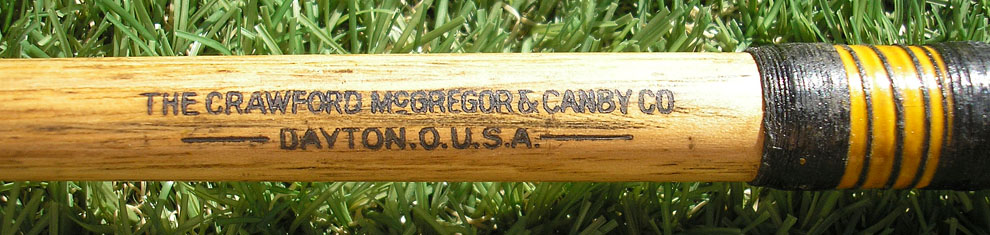 THE CRAWFORD McGREGOR & CANBY CO
DAYTON.O.U.S.A.